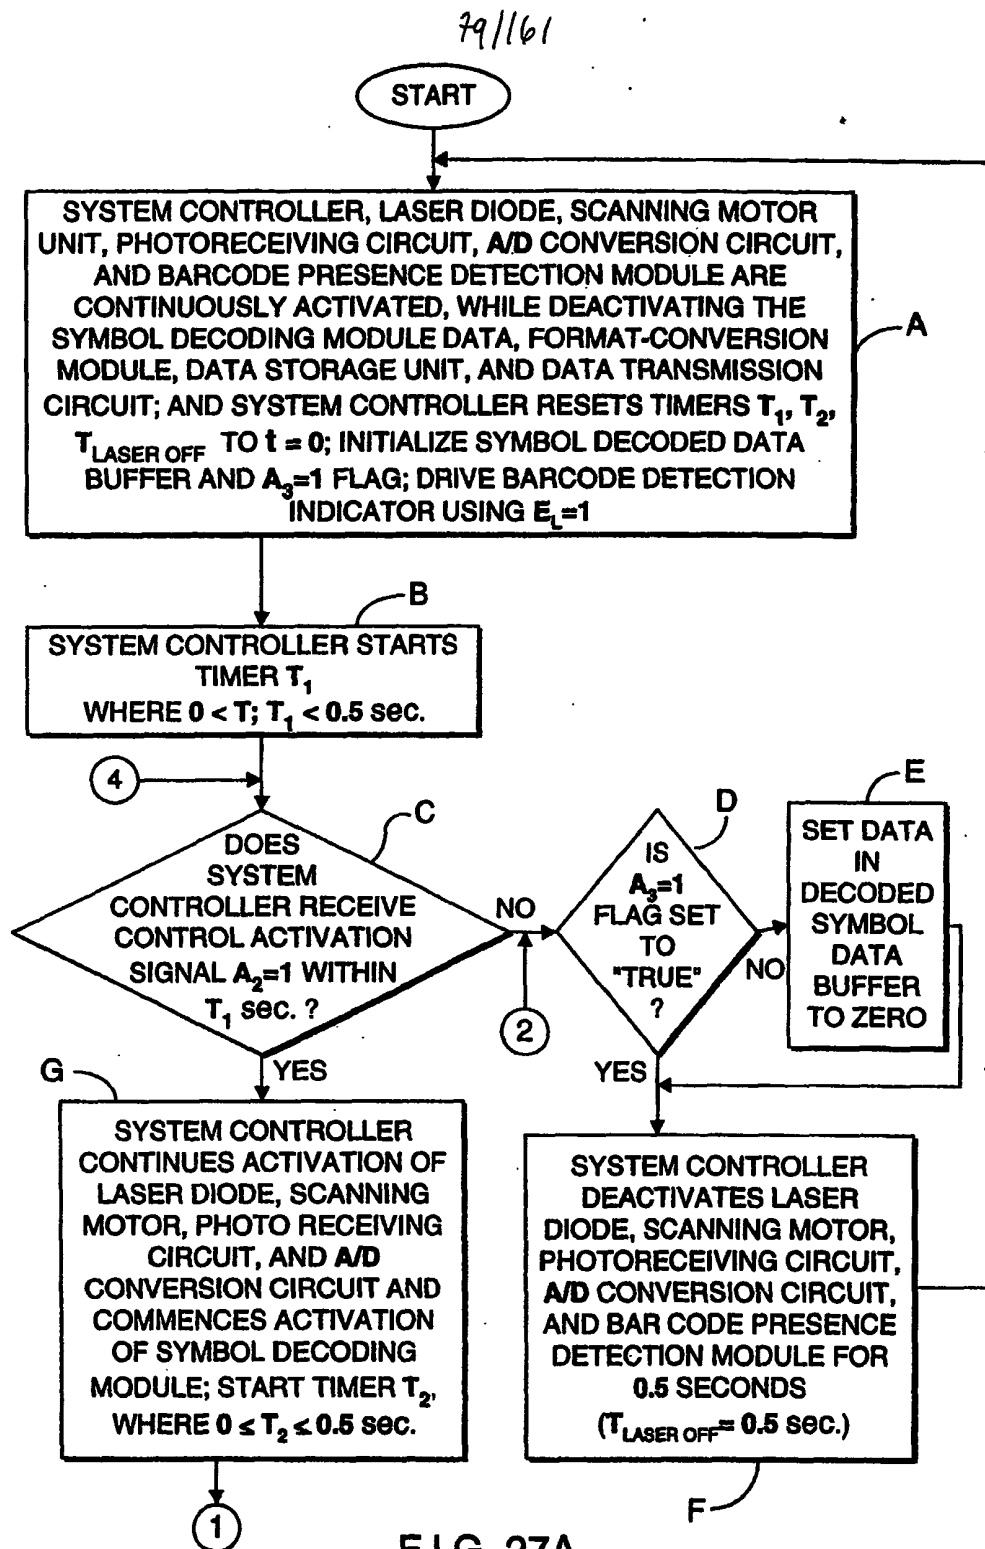 79/161
START
SYSTEM CONTROLLER, LASER DIODE, SCANNING MOTOR
UNIT, PHOTORECEIVING CIRCUIT, A/D CONVERSION CIRCUIT,
AND BARCODE PRESENCE DETECTION MODULE ARE
CONTINUOUSLY ACTIVATED, WHILE DEACTIVATING THE
SYMBOL DECODING MODULE DATA, FORMAT-CONVERSION
MODULE, DATA STORAGE UNIT, AND DATA TRANSMISSION
CIRCUIT; AND SYSTEM CONTROLLER RESETS TIMERS T₁, T₂,
T LASER OFF TO t = 0; INITIALIZE SYMBOL DECODED DATA
BUFFER AND A₃=1 FLAG; DRIVE BARCODE DETECTION
INDICATOR USING E_L=1
A
B
SYSTEM CONTROLLER STARTS
TIMER T₁
WHERE 0 < T; T₁ < 0.5 sec.
4
C
DOES
SYSTEM
CONTROLLER RECEIVE
CONTROL ACTIVATION
SIGNAL A₂=1 WITHIN
T₁ sec. ?
NO
2
D
IS
A₃=1
FLAG SET
TO
"TRUE"
?
NO
E
SET DATA
IN
DECODED
SYMBOL
DATA
BUFFER
TO ZERO
YES
YES
G
SYSTEM CONTROLLER
CONTINUES ACTIVATION OF
LASER DIODE, SCANNING
MOTOR, PHOTO RECEIVING
CIRCUIT, AND A/D
CONVERSION CIRCUIT AND
COMMENCES ACTIVATION
OF SYMBOL DECODING
MODULE; START TIMER T₂,
WHERE 0 ≤ T₂ ≤ 0.5 sec.
1
SYSTEM CONTROLLER
DEACTIVATES LASER
DIODE, SCANNING MOTOR,
PHOTORECEIVING CIRCUIT,
A/D CONVERSION CIRCUIT,
AND BAR CODE PRESENCE
DETECTION MODULE FOR
0.5 SECONDS
(T LASER OFF= 0.5 sec.)
F
FIG. 27A